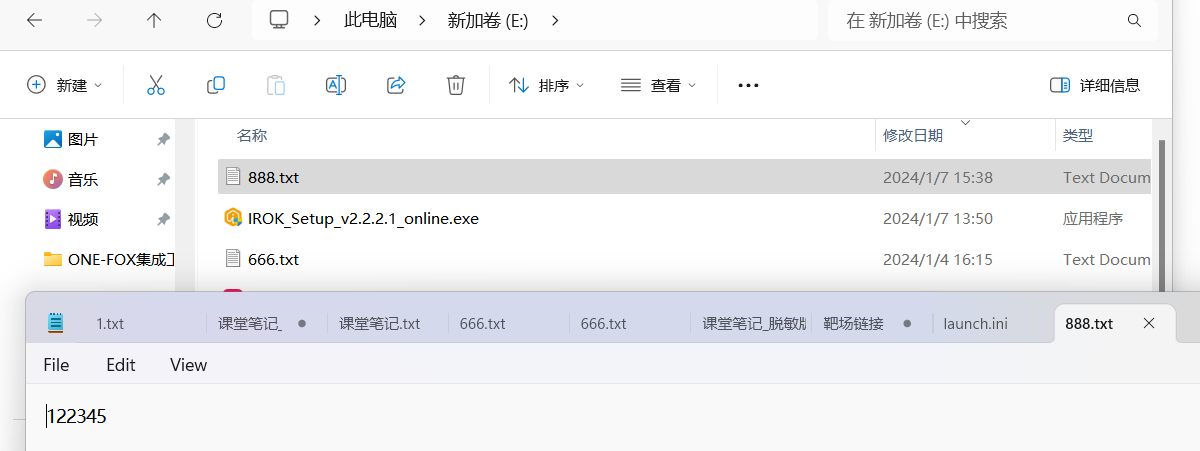 此电脑 新加卷 (E:) 在 新加卷 (E:) 中搜索
新建 排序 查看 详细信息
名称 修改日期 类型
图片
888.txt 2024/1/7 15:38 Text Docum
音乐
IROK_Setup_v2.2.2.1_online.exe 2024/1/7 13:50 应用程序
视频
666.txt 2024/1/4 16:15 Text Docum
ONE-FOX集成工
1.txt 课堂笔记_ 课堂笔记.txt 666.txt 666.txt 课堂笔记_脱敏版 靶场链接 launch.ini 888.txt
File Edit View
122345